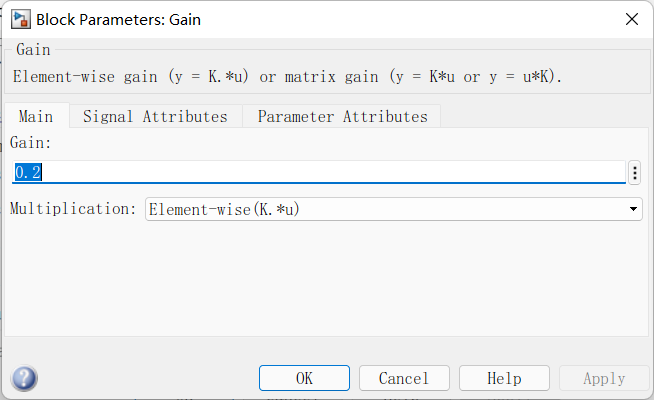 Block Parameters: Gain
Gain
Element-wise gain (y = K.*u) or matrix gain (y = K*u or y = u*K).
Main Signal Attributes Parameter Attributes
Gain:
0.2
Multiplication: Element-wise(K.*u)
OK Cancel Help Apply